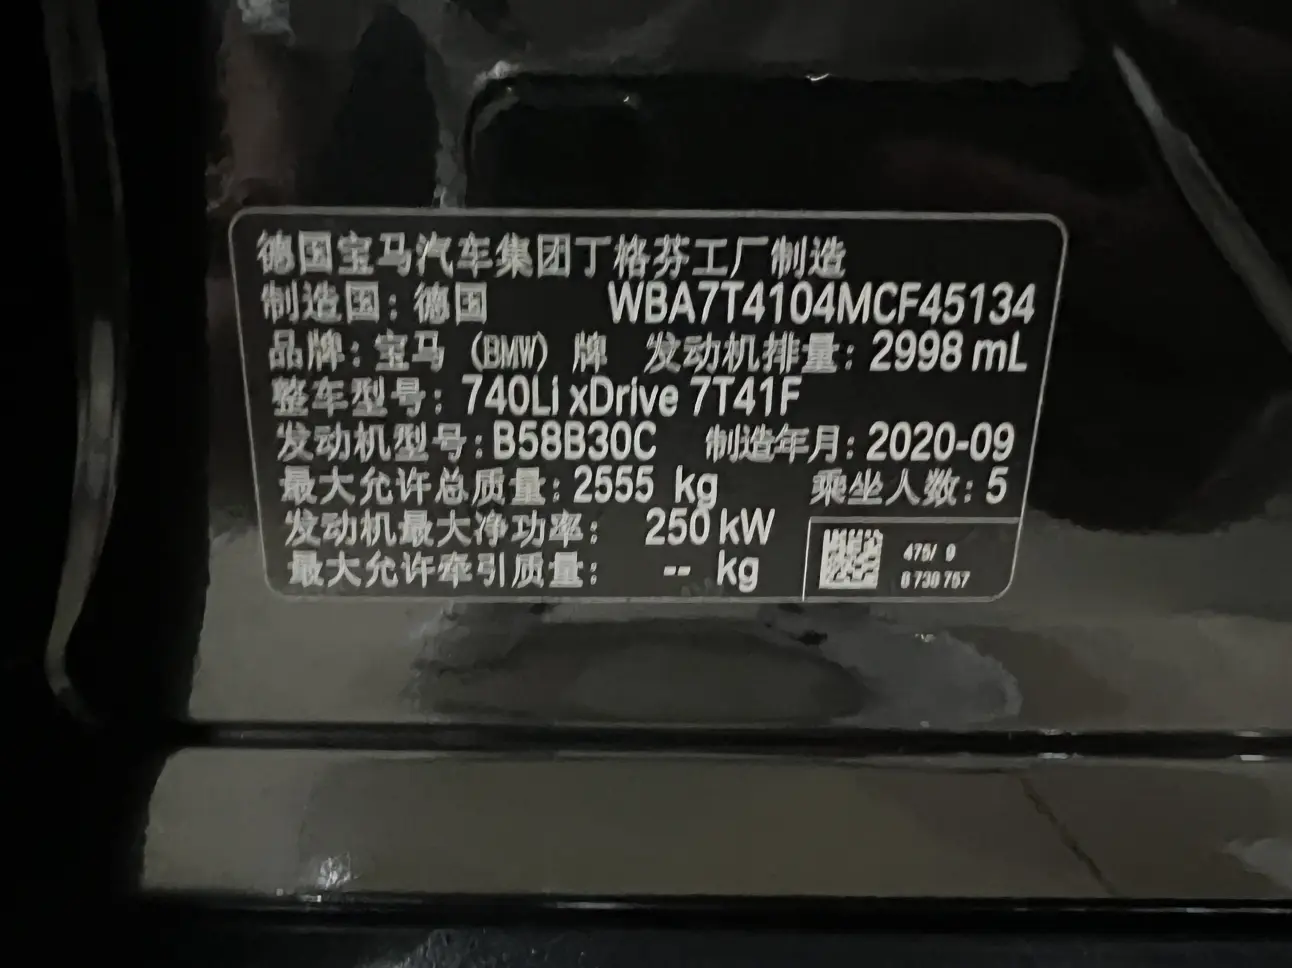 德国宝马汽车集团丁格芬工厂制造
制造国：德国 WBA7T4104MCF45134
品牌：宝马（BMW）牌 发动机排量：2998 mL
整车型号：740Li xDrive 7T41F
发动机型号：B58B30C 制造年月：2020-09
最大允许总质量：2555 kg 乘坐人数：5
发动机最大净功率： 250 kW
最大允许牵引质量： -- kg
475/ 0
8 738 757